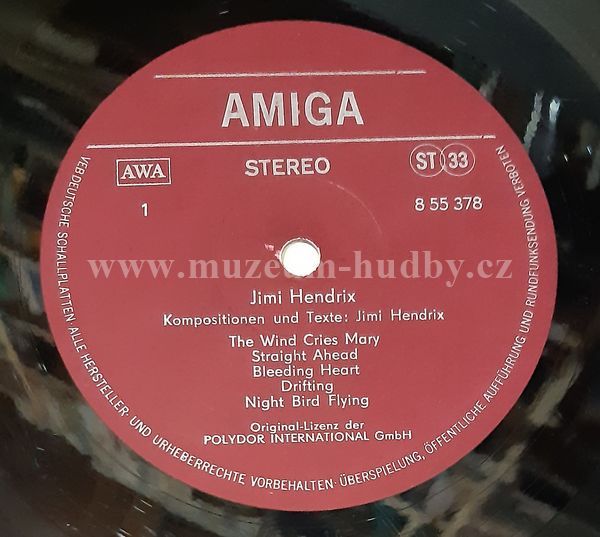 AMIGA
AWA
STEREO
ST 33
1
8 55 378
www.muzeum-hudby.cz
Jimi Hendrix
Kompositionen und Texte: Jimi Hendrix
The Wind Cries Mary
Straight Ahead
Bleeding Heart
Drifting
Night Bird Flying
Original-Lizenz der
POLYDOR INTERNATIONAL GmbH
VEB DEUTSCHE SCHALLPLATTEN ALLE HERSTELLER- UND URHEBERRECHTE VORBEHALTEN · ÜBERSPIELUNG, ÖFFENTLICHE AUFFÜHRUNG UND RUNDFUNKSENDUNG VERBOTEN